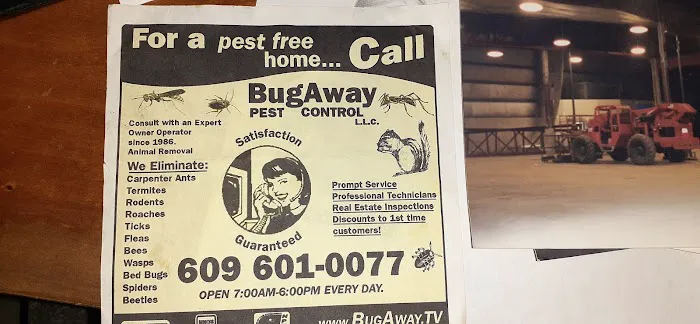 For a pest free
home... Call
BugAway
PEST CONTROL
L.L.C.
Consult with an Expert
Owner Operator
since 1986.
Animal Removal
We Eliminate:
Carpenter Ants
Termites
Rodents
Roaches
Ticks
Fleas
Bees
Wasps
Bed Bugs
Spiders
Beetles
Satisfaction
Guaranteed
Prompt Service
Professional Technicians
Real Estate Inspections
Discounts to 1st time
customers!
609 601-0077
OPEN 7:00AM-6:00PM EVERY DAY.
www.BugAway.TV